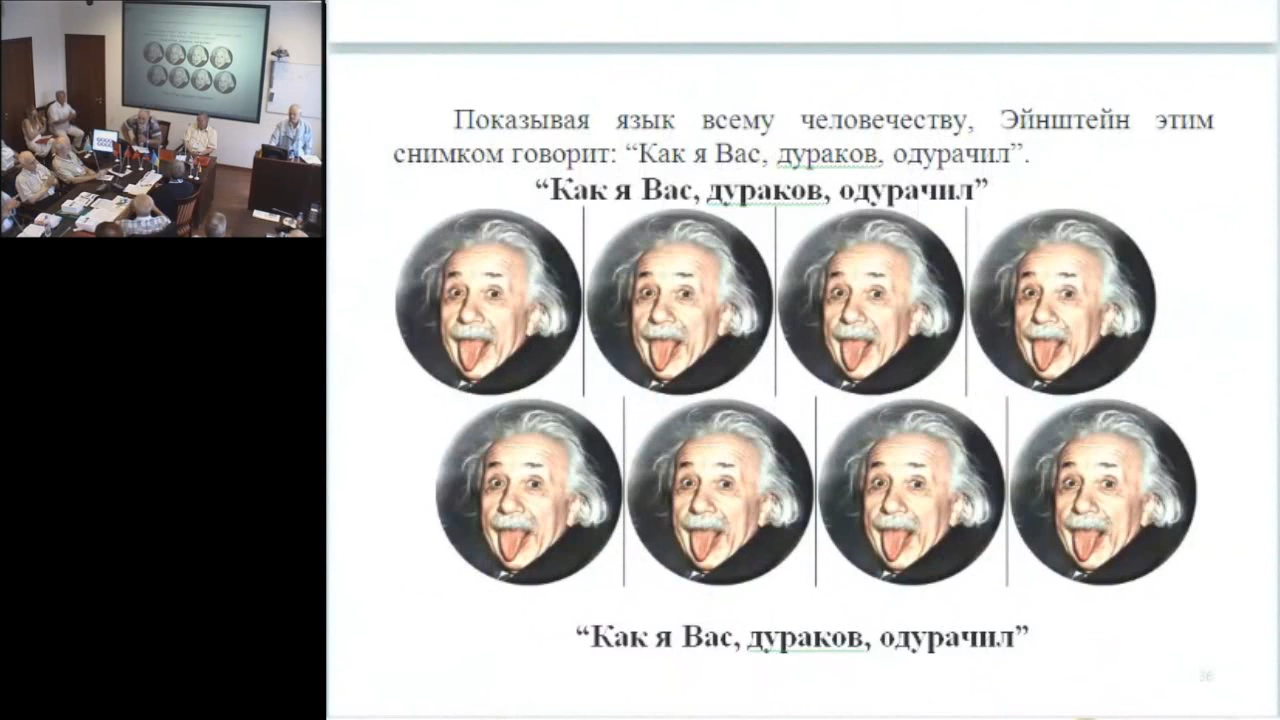 Показывая язык всему человечеству, Эйнштейн этим
снимком говорит: “Как я Вас, дураков, одурачил”.
“Как я Вас, дураков, одурачил”
“Как я Вас, дураков, одурачил”
36